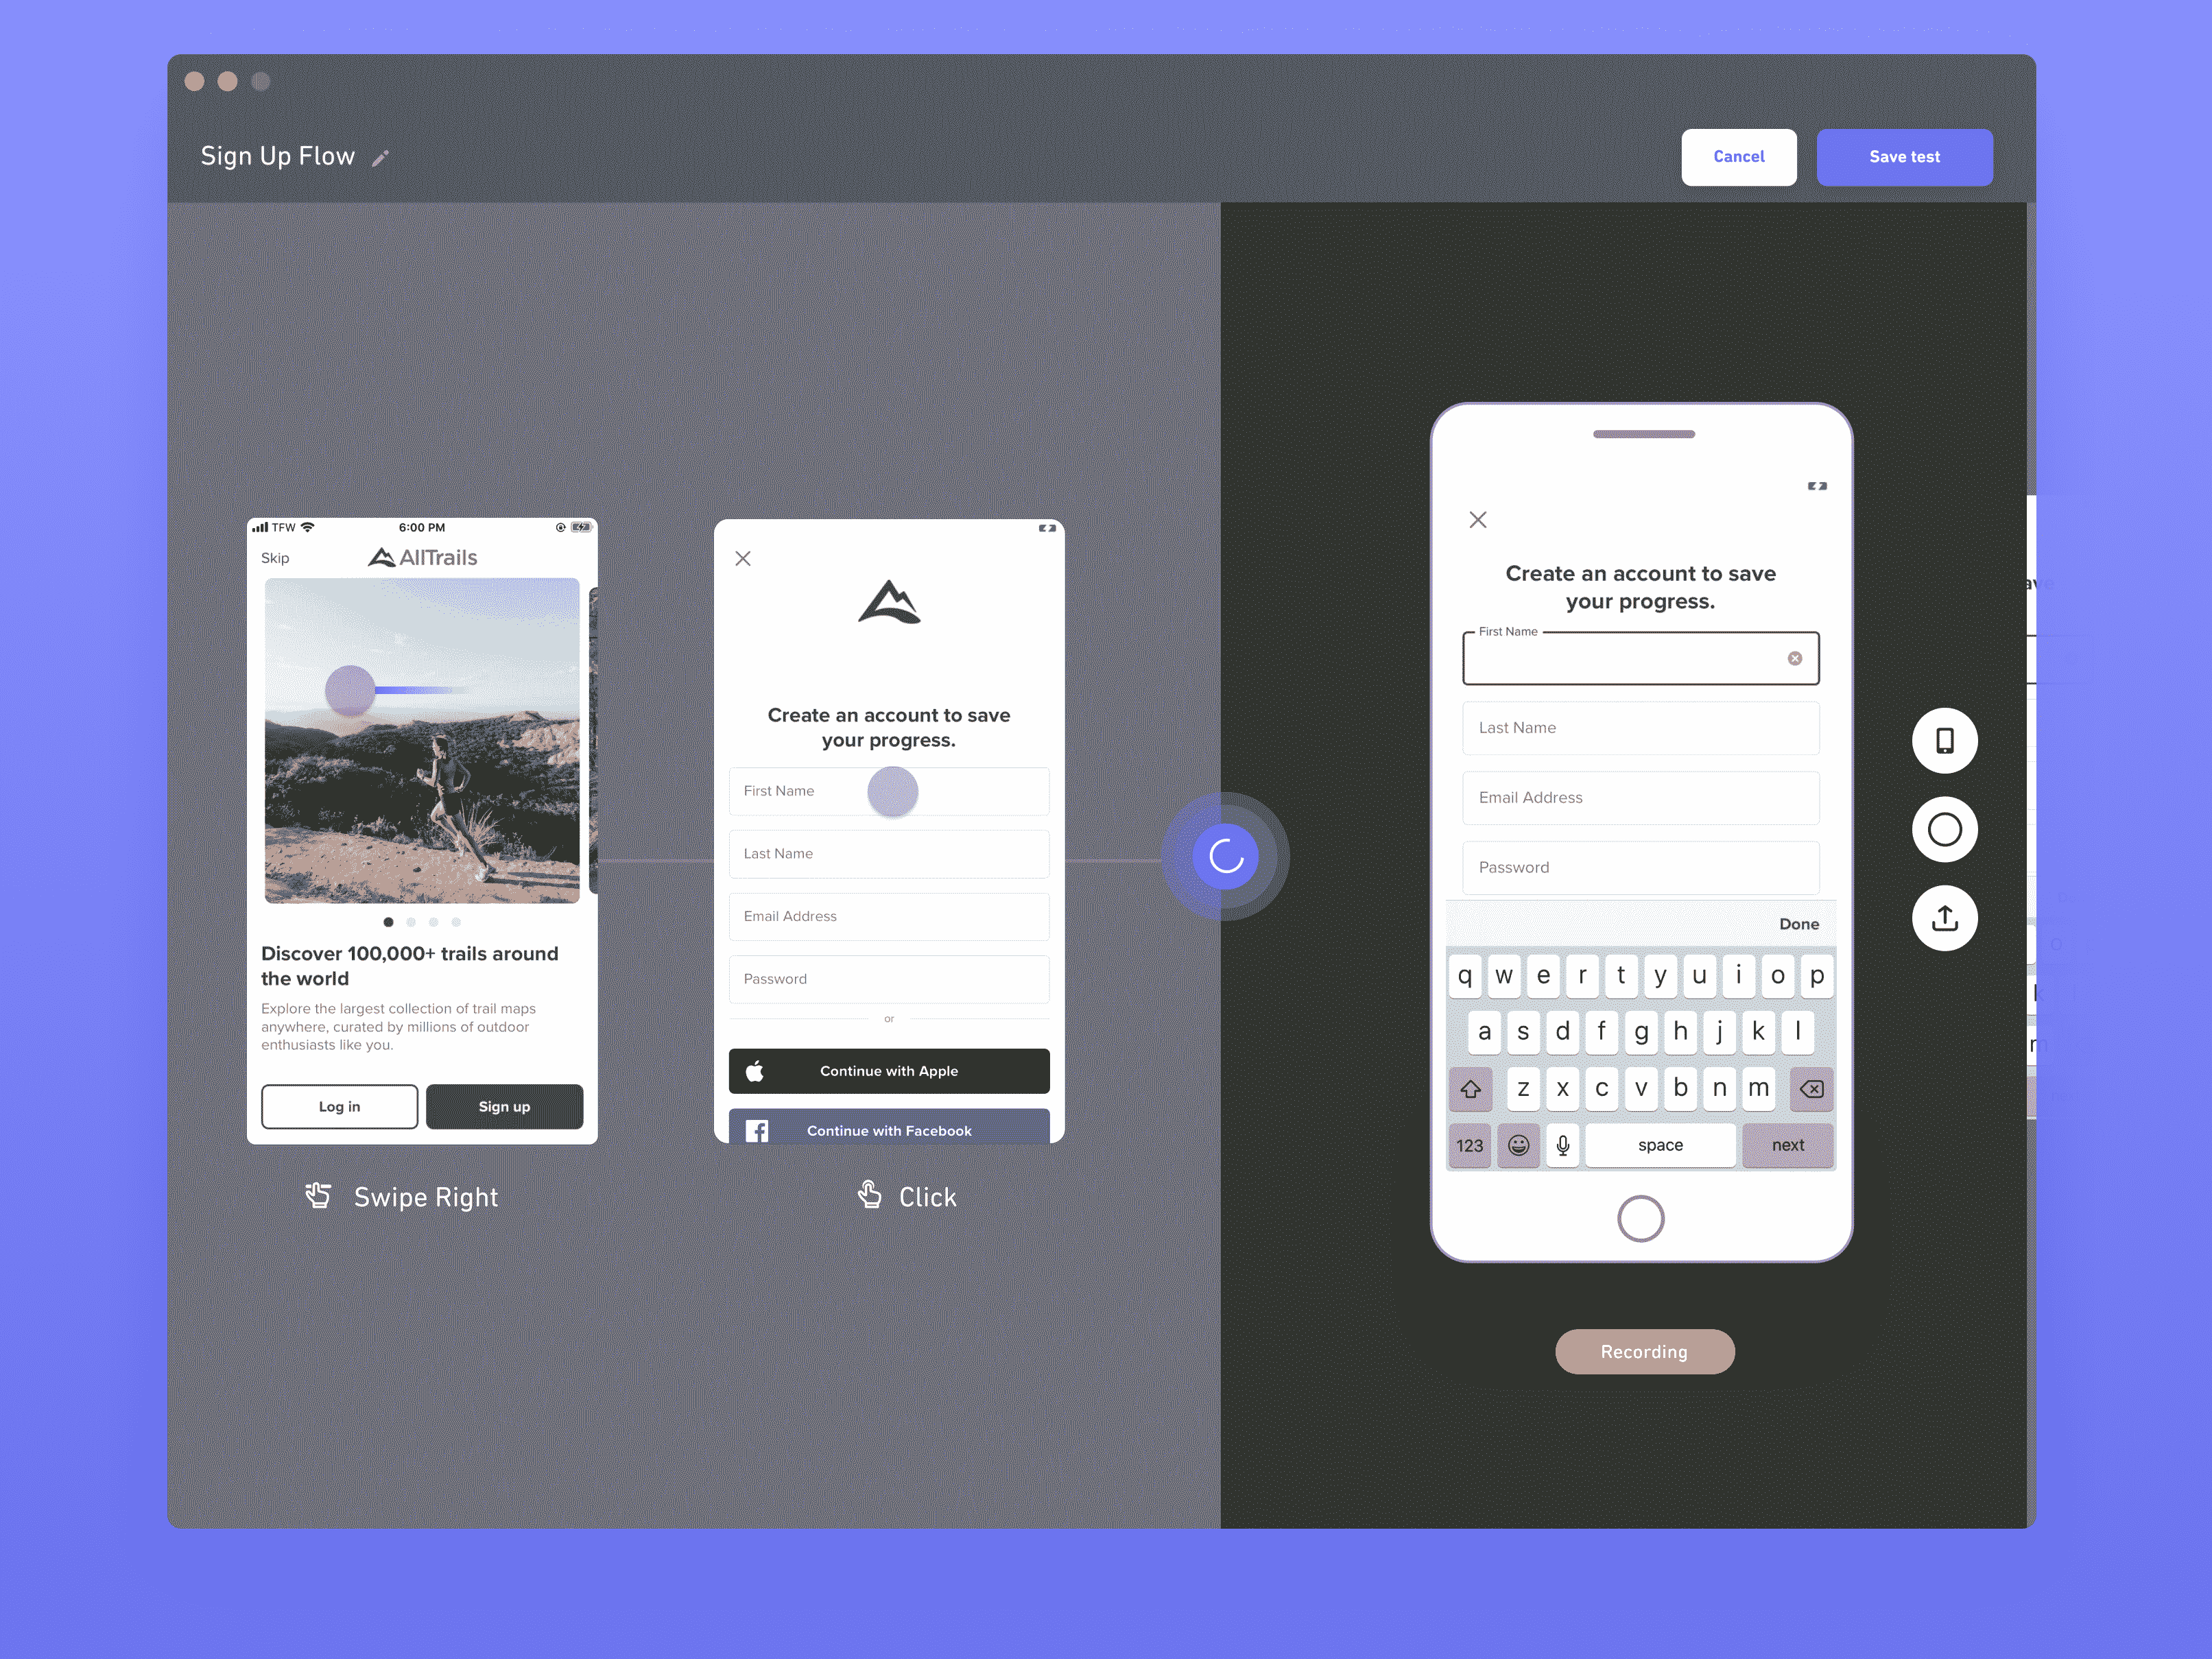 Sign Up Flow
Cancel
Save test
TFW
6:00 PM
Skip
AllTrails
Discover 100,000+ trails around
the world
Explore the largest collection of trail maps
anywhere, curated by millions of outdoor
enthusiasts like you.
Log in
Sign up
Swipe Right
Create an account to save
your progress.
First Name
Last Name
Email Address
Password
or
Continue with Apple
Continue with Facebook
Click
Create an account to save
your progress.
First Name
Last Name
Email Address
Password
Done
q w e r t y u i o p
a s d f g h j k l
z x c v b n m
123
space
next
Recording